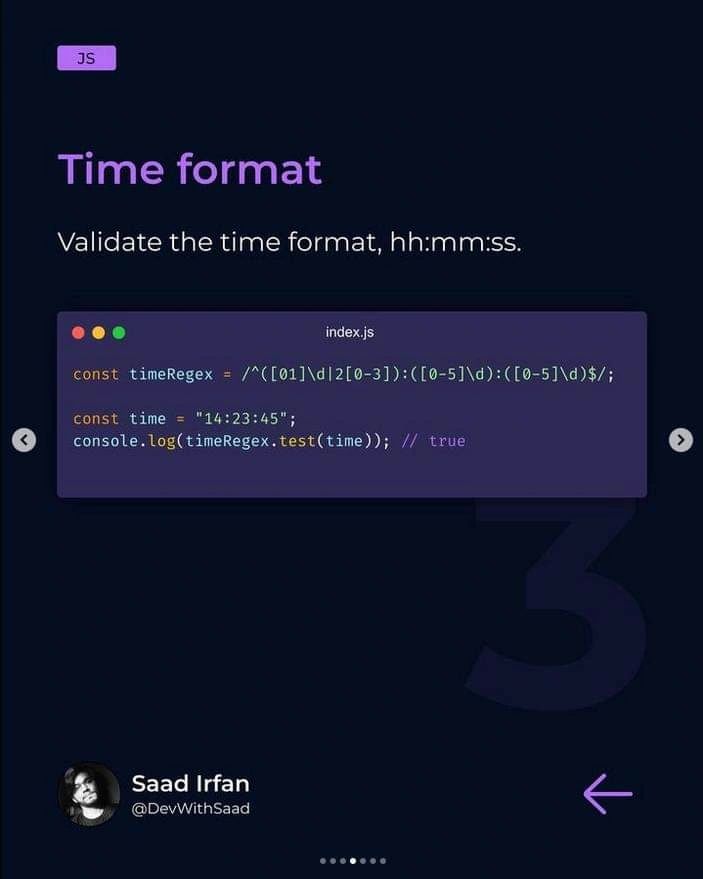 JS
Time format
Validate the time format, hh:mm:ss.
index.js
const timeRegex = /^([01]\d|2[0-3]):([0-5]\d):([0-5]\d)$/;
const time = "14:23:45";
console.log(timeRegex.test(time)); // true
3
Saad Irfan
@DevWithSaad